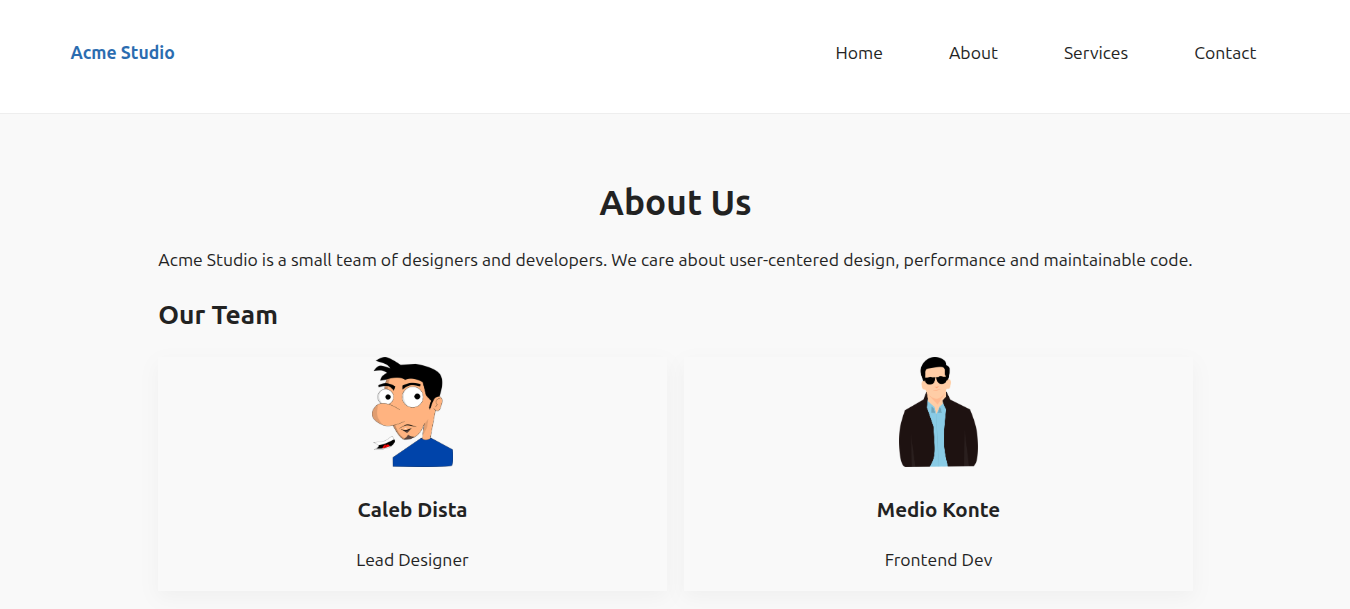 Acme Studio
Home About Services Contact
About Us
Acme Studio is a small team of designers and developers. We care about user-centered design, performance and maintainable code.
Our Team
Caleb Dista
Lead Designer
Medio Konte
Frontend Dev